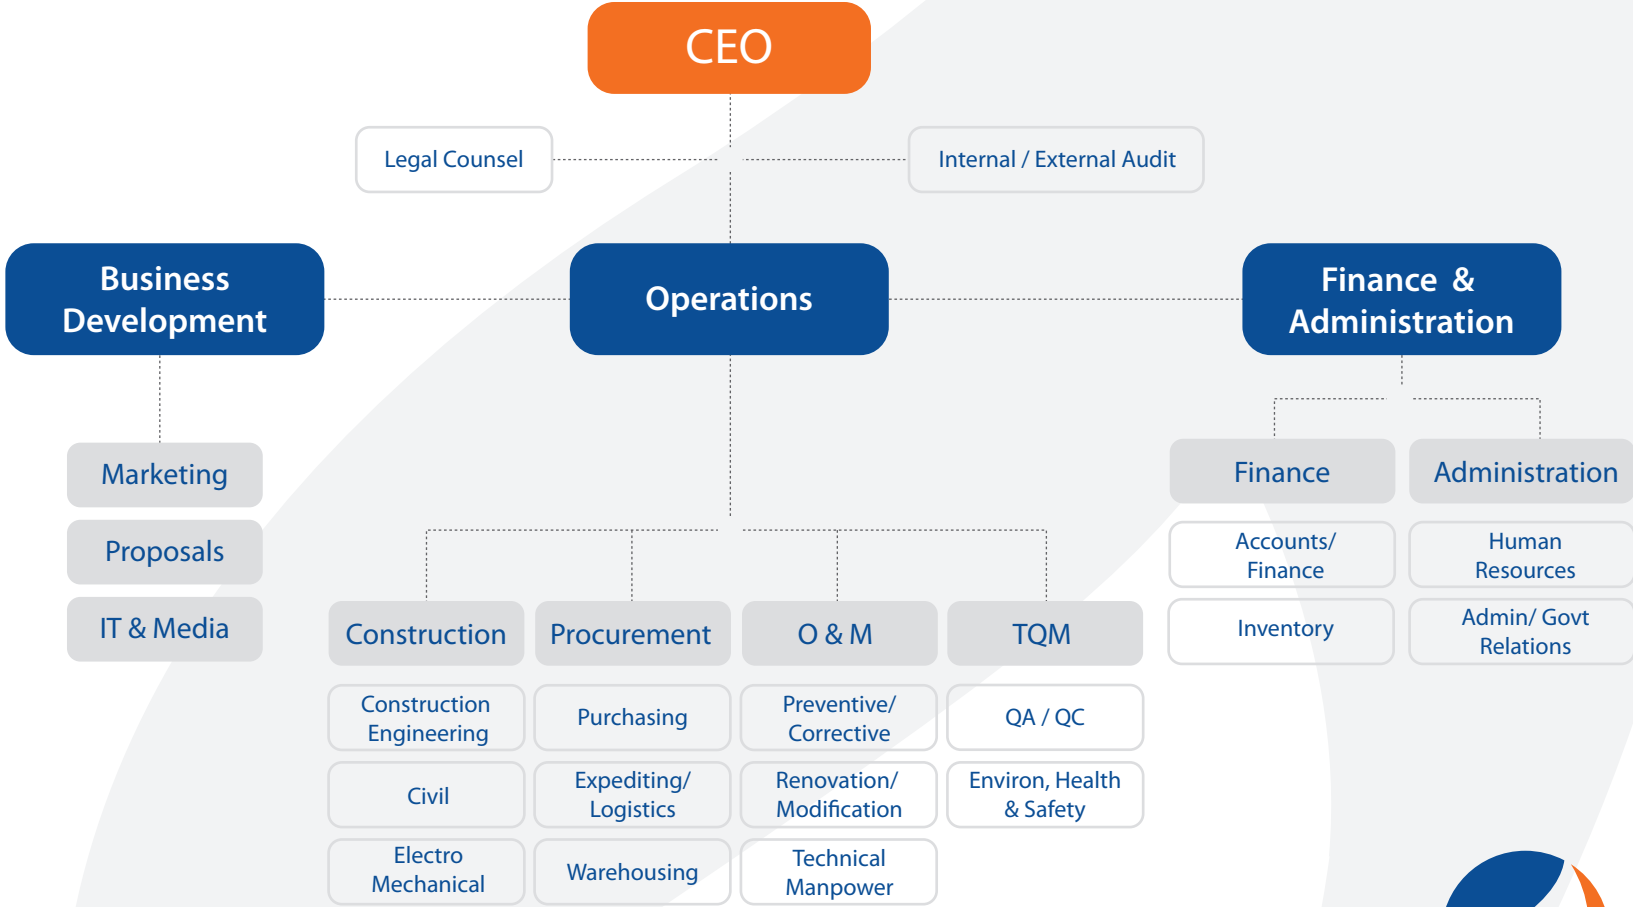 CEO
Legal Counsel
Internal / External Audit
Business
Development
Operations
Finance &
Administration
Marketing
Proposals
IT & Media
Construction
Construction
Engineering
Civil
Electro
Mechanical
Procurement
Purchasing
Expediting/
Logistics
Warehousing
O & M
Preventive/
Corrective
Renovation/
Modification
Technical
Manpower
TQM
QA / QC
Environ, Health
& Safety
Finance
Accounts/
Finance
Inventory
Administration
Human
Resources
Admin/ Govt
Relations